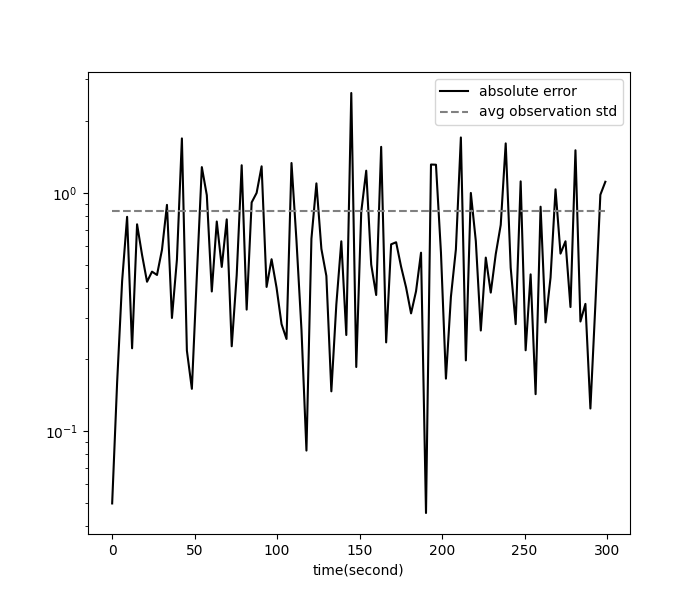 absolute error
avg observation std
10⁰
10⁻¹
0 50 100 150 200 250 300
time(second)